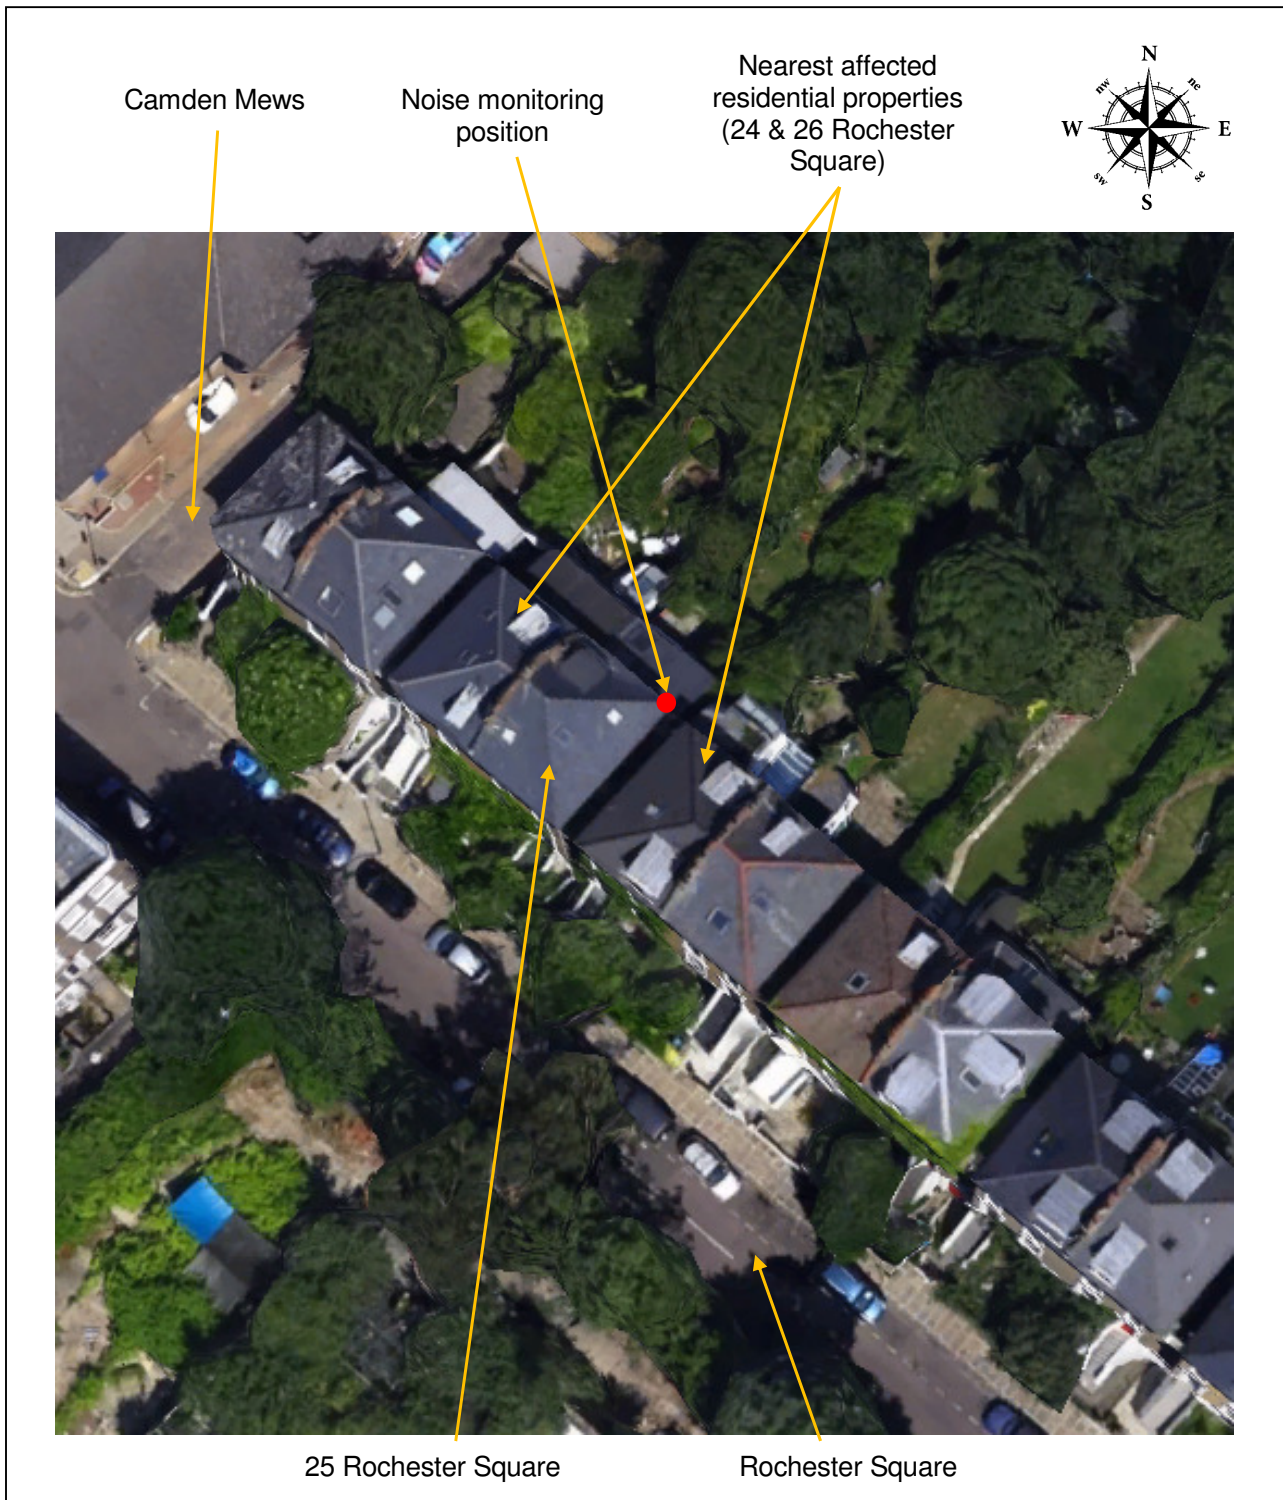 Camden Mews
Noise monitoring
position
Nearest affected
residential properties
(24 & 26 Rochester
Square)
N
nw
ne
W
E
sw
se
S
25 Rochester Square
Rochester Square